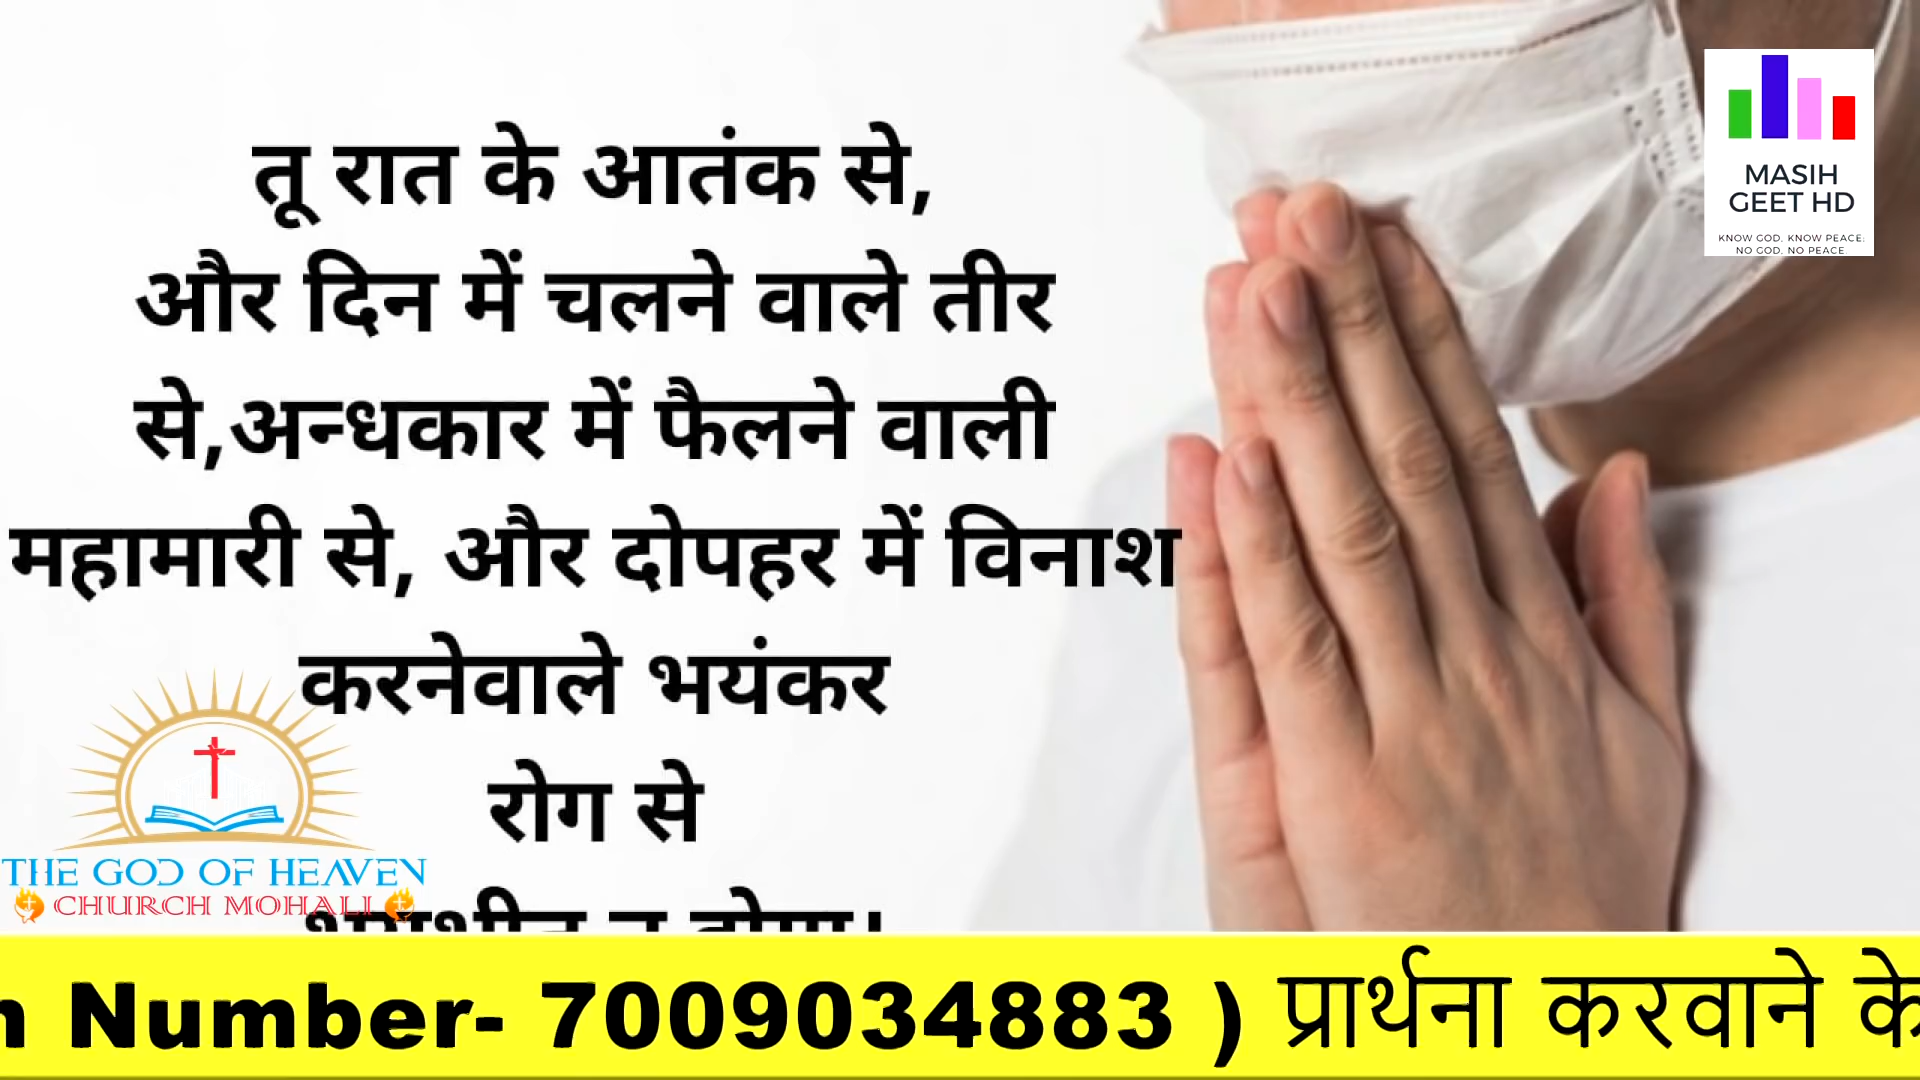 तू रात के आतंक से,
और दिन में चलने वाले तीर
से,अन्धकार में फैलने वाली
महामारी से, और दोपहर में विनाश
करनेवाले भयंकर
रोग से
MASIH
GEET HD
KNOW GOD, KNOW PEACE;
NO GOD, NO PEACE.
THE GOD OF HEAVEN
CHURCH MOHALI
Number- 7009034883 ) प्रार्थना करवाने के